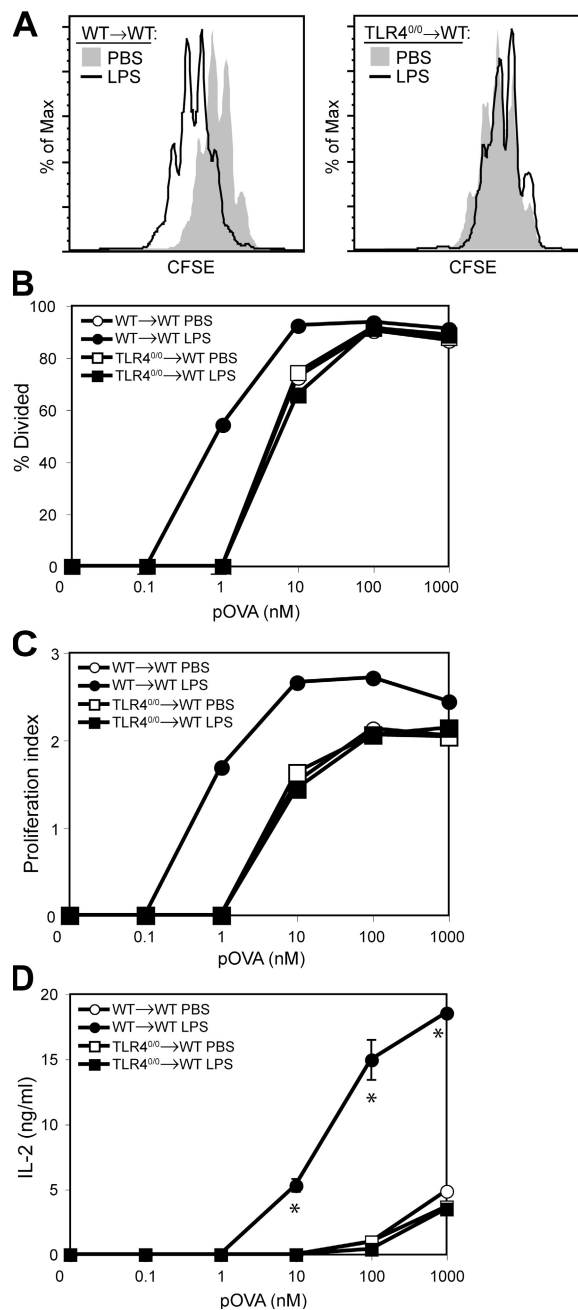 A
WT→WT:
PBS
LPS
% of Max
CFSE
TLR4⁰/⁰→WT:
PBS
LPS
% of Max
CFSE
B
WT→WT PBS
WT→WT LPS
TLR4⁰/⁰→WT PBS
TLR4⁰/⁰→WT LPS
% Divided
100
80
60
40
20
0
0 0.1 1 10 100 1000
pOVA (nM)
C
WT→WT PBS
WT→WT LPS
TLR4⁰/⁰→WT PBS
TLR4⁰/⁰→WT LPS
Proliferation index
3
2
1
0
0 0.1 1 10 100 1000
pOVA (nM)
D
WT→WT PBS
WT→WT LPS
TLR4⁰/⁰→WT PBS
TLR4⁰/⁰→WT LPS
IL-2 (ng/ml)
20
15
10
5
0
* * *
0 0.1 1 10 100 1000
pOVA (nM)